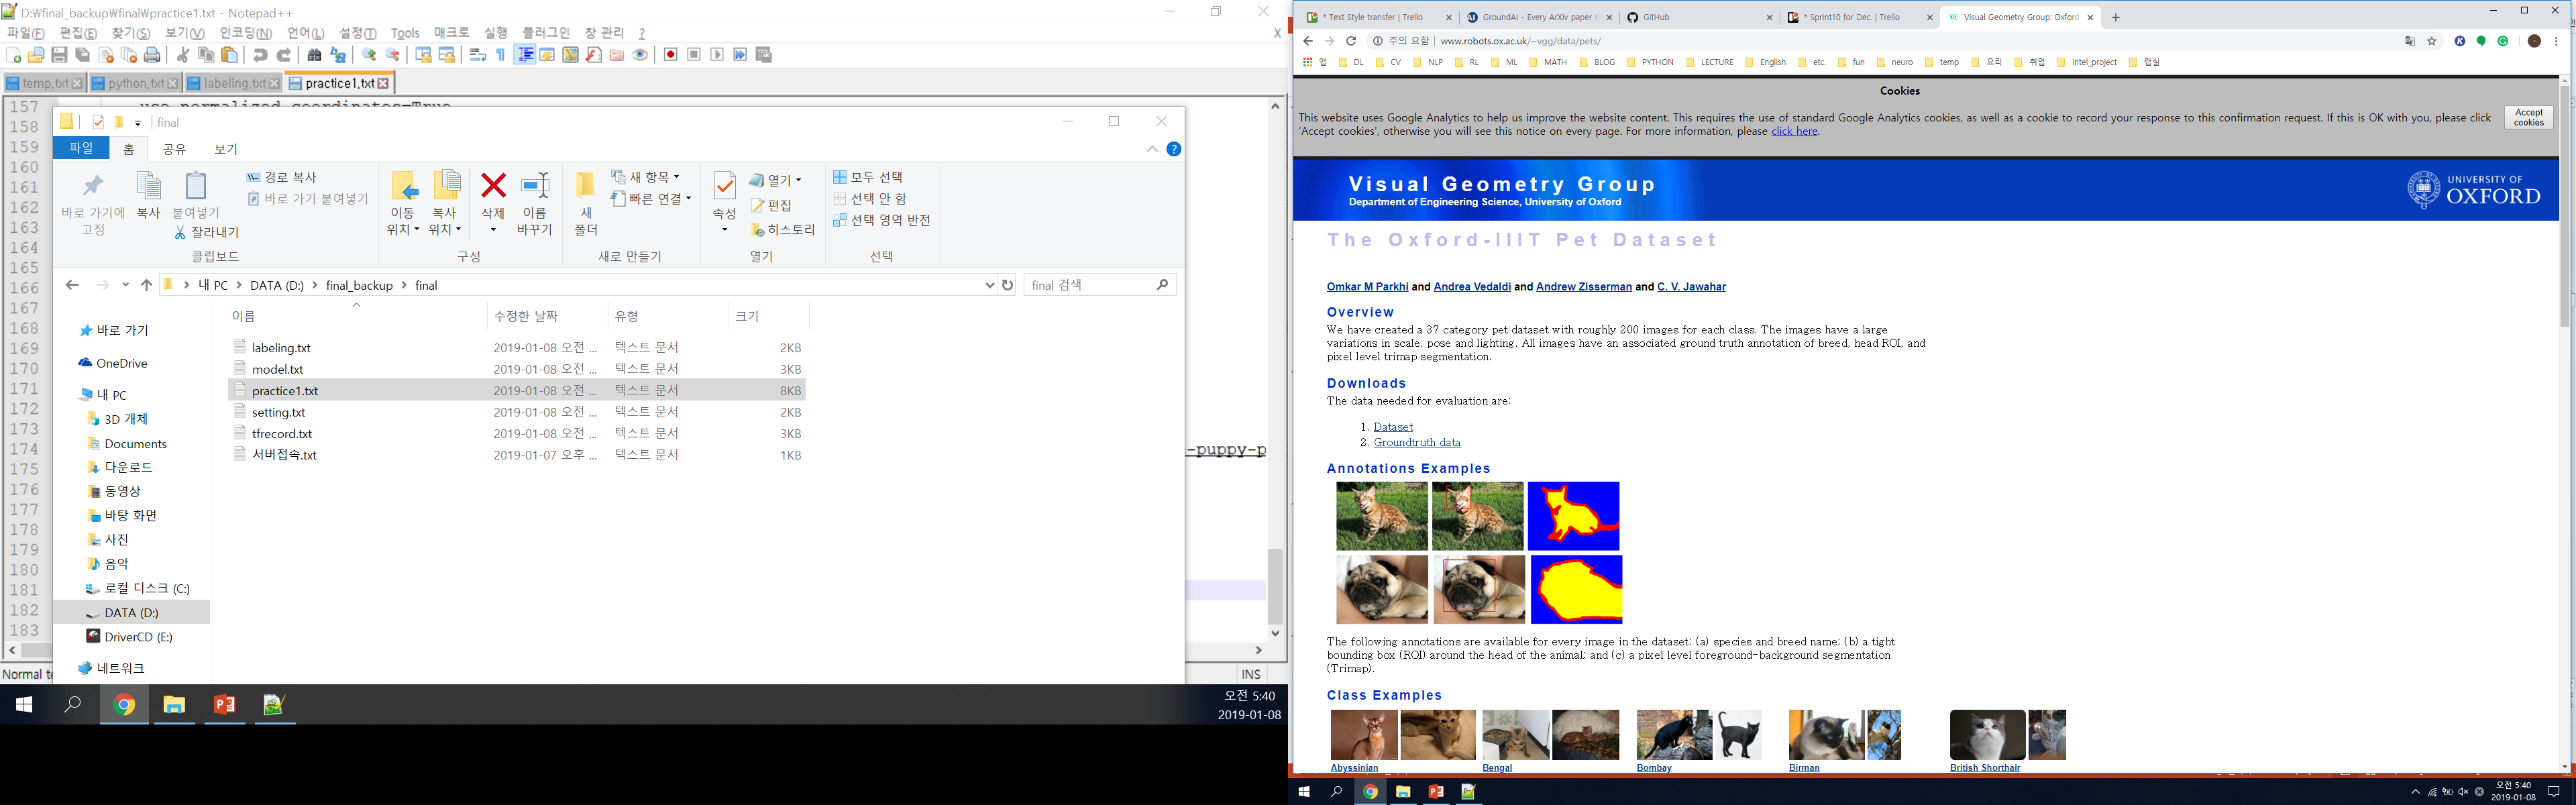 D:₩final_backup₩final₩practice1.txt - Notepad++
파일(F) 편집(E) 찾기(S) 보기(V) 인코딩(N) 언어(L) 설정(T) Tools 매크로 실행 플러그인 창 관리 ? X
temp.txt python.txt labeling.txt practice1.txt
157 use_normalized_coordinates=True
158
159
160
161
162
163
164
165
166
167
168
169
170
171
172
173
174 -puppy-p
175
176
177
178
179
180
181
182
183
Normal te INS
final
파일 홈 공유 보기
바로 가기에 고정
복사
붙여넣기
경로 복사
바로 가기 붙여넣기
잘라내기
클립보드
이동 위치
복사 위치
삭제
이름 바꾸기
구성
새 폴더
새 항목
빠른 연결
새로 만들기
속성
열기
편집
히스토리
열기
모두 선택
선택 안 함
선택 영역 반전
선택
내 PC > DATA (D:) > final_backup > final
final 검색
이름 수정한 날짜 유형 크기
labeling.txt 2019-01-08 오전 ... 텍스트 문서 2KB
model.txt 2019-01-08 오전 ... 텍스트 문서 3KB
practice1.txt 2019-01-08 오전 ... 텍스트 문서 8KB
setting.txt 2019-01-08 오전 ... 텍스트 문서 2KB
tfrecord.txt 2019-01-08 오전 ... 텍스트 문서 3KB
서버접속.txt 2019-01-07 오후 ... 텍스트 문서 1KB
바로 가기
OneDrive
내 PC
3D 개체
Documents
다운로드
동영상
바탕 화면
사진
음악
로컬 디스크 (C:)
DATA (D:)
DriverCD (E:)
네트워크
오전 5:40
2019-01-08
* Text Style transfer | Trello
GroundAI - Every ArXiv paper
GitHub
* Sprint10 for Dec. | Trello
Visual Geometry Group: Oxford
주의 요함 | www.robots.ox.ac.uk/~vgg/data/pets/
앱 DL CV NLP RL ML MATH BLOG PYTHON LECTURE English etc. fun neuro temp 요리 취업 intel_project 랩실
Cookies
This website uses Google Analytics to help us improve the website content. This requires the use of standard Google Analytics cookies, as well as a cookie to record your response to this confirmation request. If this is OK with you, please click
'Accept cookies', otherwise you will see this notice on every page. For more information, please click here.
Accept cookies
Visual Geometry Group
Department of Engineering Science, University of Oxford
UNIVERSITY OF
OXFORD
The Oxford-IIIT Pet Dataset
Omkar M Parkhi and Andrea Vedaldi and Andrew Zisserman and C. V. Jawahar
Overview
We have created a 37 category pet dataset with roughly 200 images for each class. The images have a large
variations in scale, pose and lighting. All images have an associated ground truth annotation of breed, head ROI, and
pixel level trimap segmentation.
Downloads
The data needed for evaluation are:
1. Dataset
2. Groundtruth data
Annotations Examples
The following annotations are available for every image in the dataset: (a) species and breed name; (b) a tight
bounding box (ROI) around the head of the animal; and (c) a pixel level foreground-background segmentation
(Trimap).
Class Examples
Abyssinian Bengal Bombay Birman British Shorthair
오전 5:40
2019-01-08